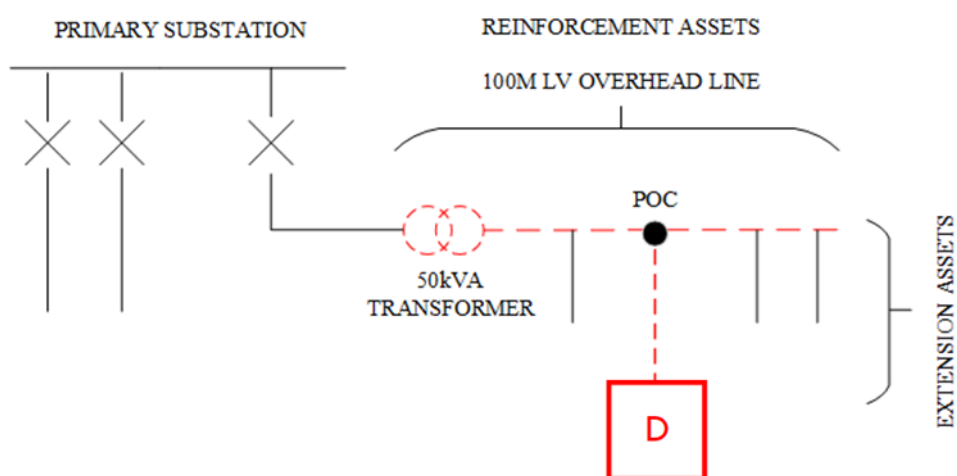 PRIMARY SUBSTATION
REINFORCEMENT ASSETS
100M LV OVERHEAD LINE
POC
50kVA
TRANSFORMER
EXTENSION ASSETS
D